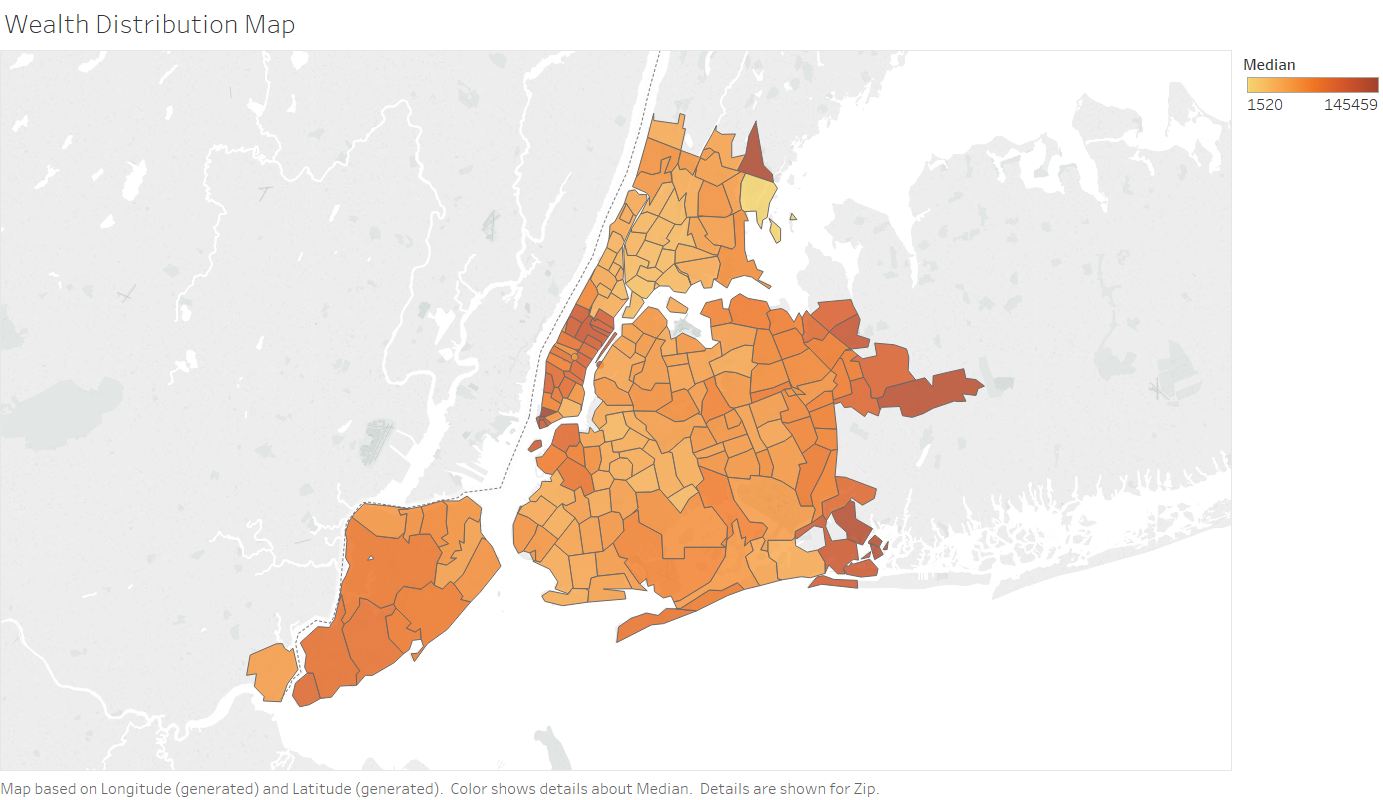 Wealth Distribution Map
Median
1520 145459
Map based on Longitude (generated) and Latitude (generated). Color shows details about Median. Details are shown for Zip.